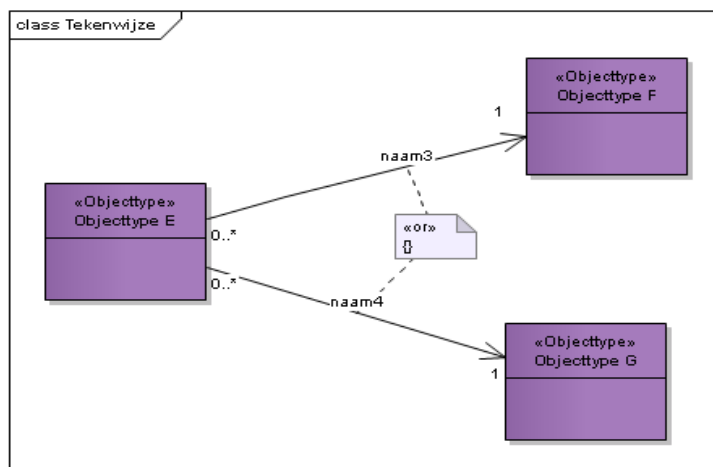 class Tekenwijze
«Objecttype»
Objecttype F
1
naam3
«Objecttype»
Objecttype E
0..*
«or»
{}
0..*
naam4
«Objecttype»
Objecttype G
1